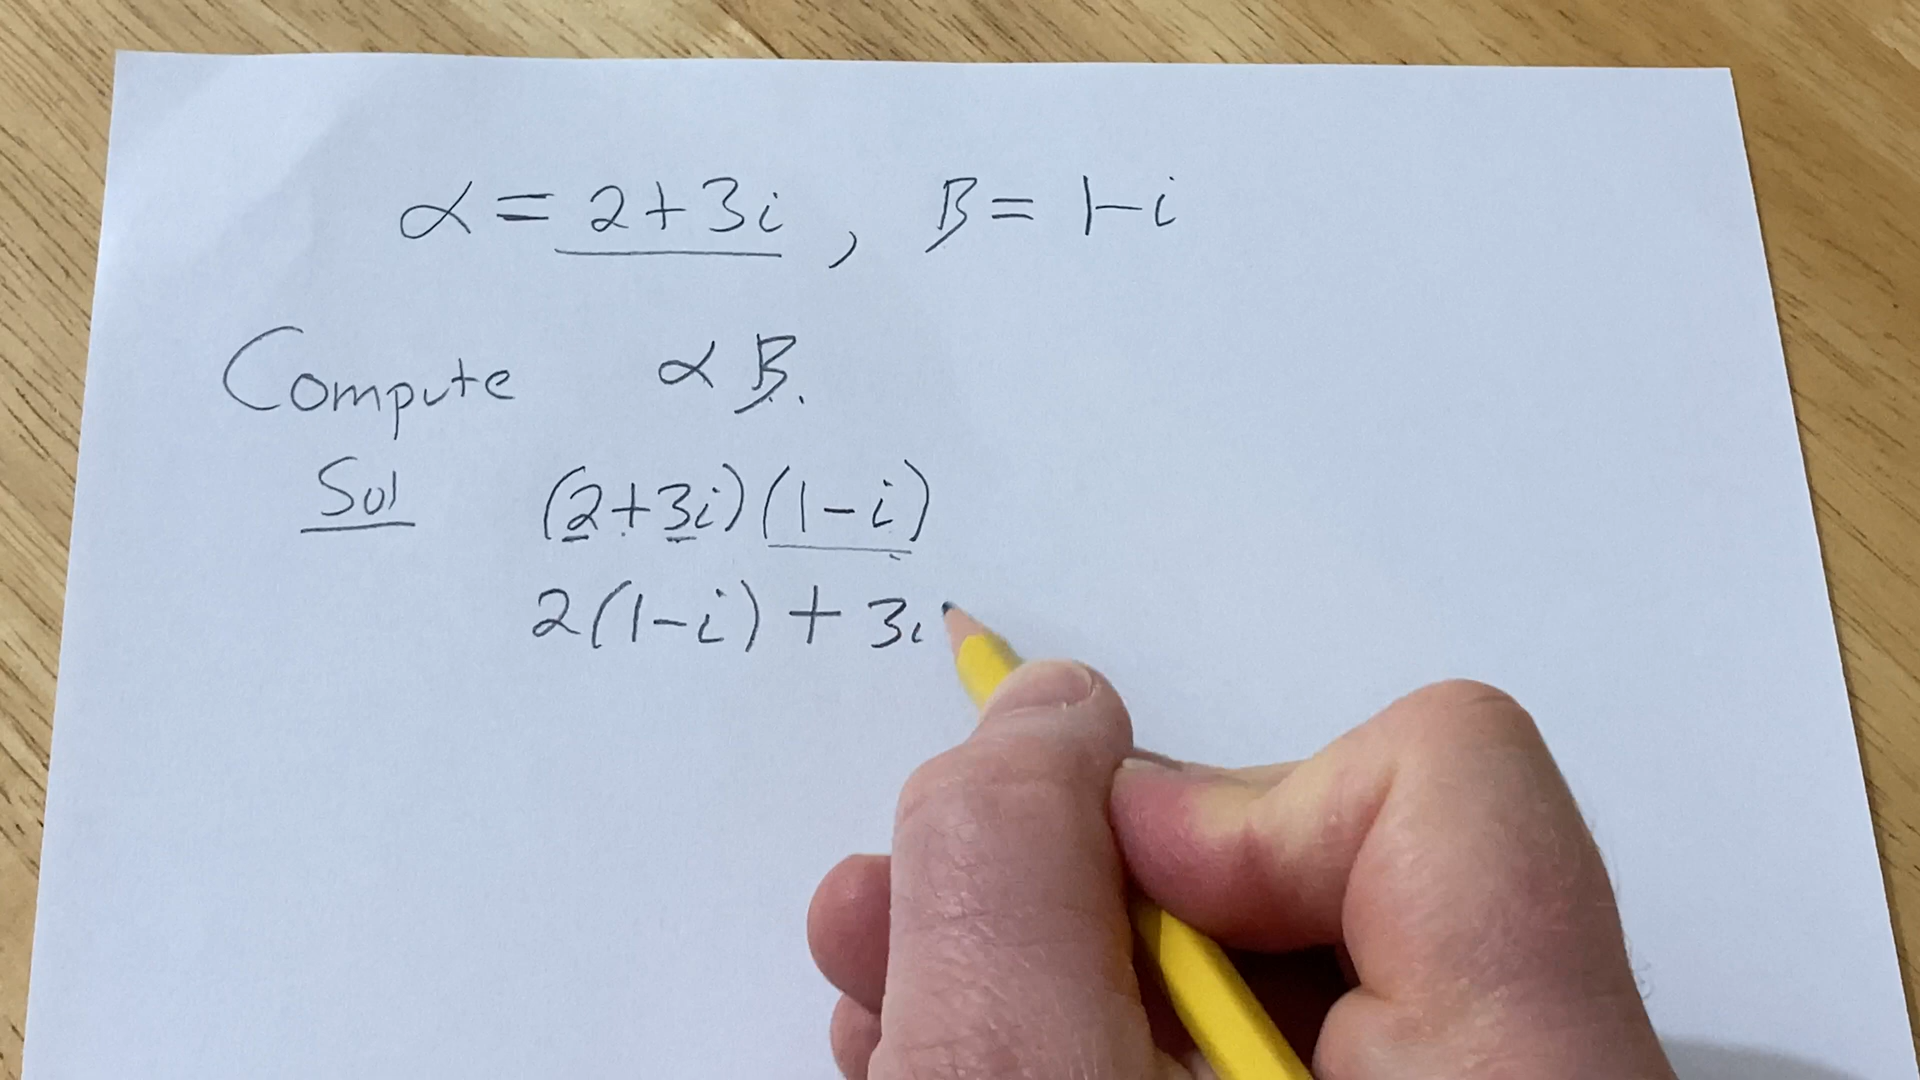 α = 2+3i , β = 1-i
Compute αβ.
Sol (2+3i)(1-i)
2(1-i) + 3i